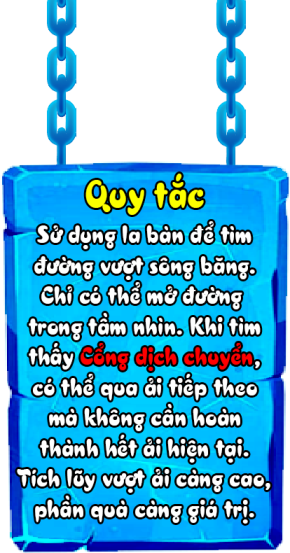 Quy tắc
Sử dụng la bàn để tìm
đường vượt sông băng.
Chỉ có thể mở đường
trong tầm nhìn. Khi tìm
thấy Cổng dịch chuyển,
có thể qua ải tiếp theo
mà không cần hoàn
thành hết ải hiện tại.
Tích lũy vượt ải càng cao,
phần quà càng giá trị.